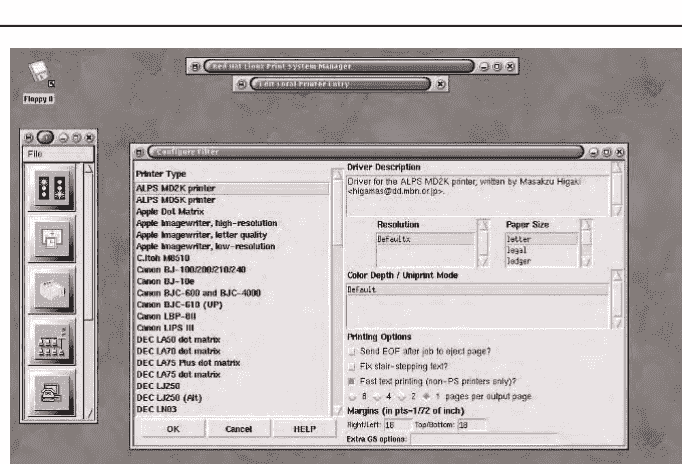 Floppy 0
Red Hat Linux Print System Manager
Edit Local Printer Entry
File
Configure Filter
Printer Type
ALPS MD2K printer
ALPS MD5K printer
Apple Dot Matrix
Apple Imagewriter, high-resolution
Apple Imagewriter, letter quality
Apple Imagewriter, low-resolution
C.Itoh M8510
Canon BJ-100/200/210/240
Canon BJ-10e
Canon BJC-600 and BJC-4000
Canon BJC-610 (UP)
Canon LBP-8II
Canon LIPS III
DEC LA50 dot matrix
DEC LA70 dot matrix
DEC LA75 Plus dot matrix
DEC LA75 dot matrix
DEC LJ250
DEC LJ250 (Alt)
DEC LN03
OK Cancel HELP
Driver Description
Driver for the ALPS MD2K printer, written by Masakzu Higaki
<higamas@dd.mbn.or.jp>.
Resolution
Defaultx
Paper Size
letter
legal
ledger
Color Depth / Uniprint Mode
Default
Printing Options
Send EOF after job to eject page?
Fix stair-stepping text?
Fast text printing (non-PS printers only)?
8 4 2 1 pages per output page.
Margins (in pts=1/72 of inch)
Right/Left: 18 Top/Bottom: 18
Extra GS options: